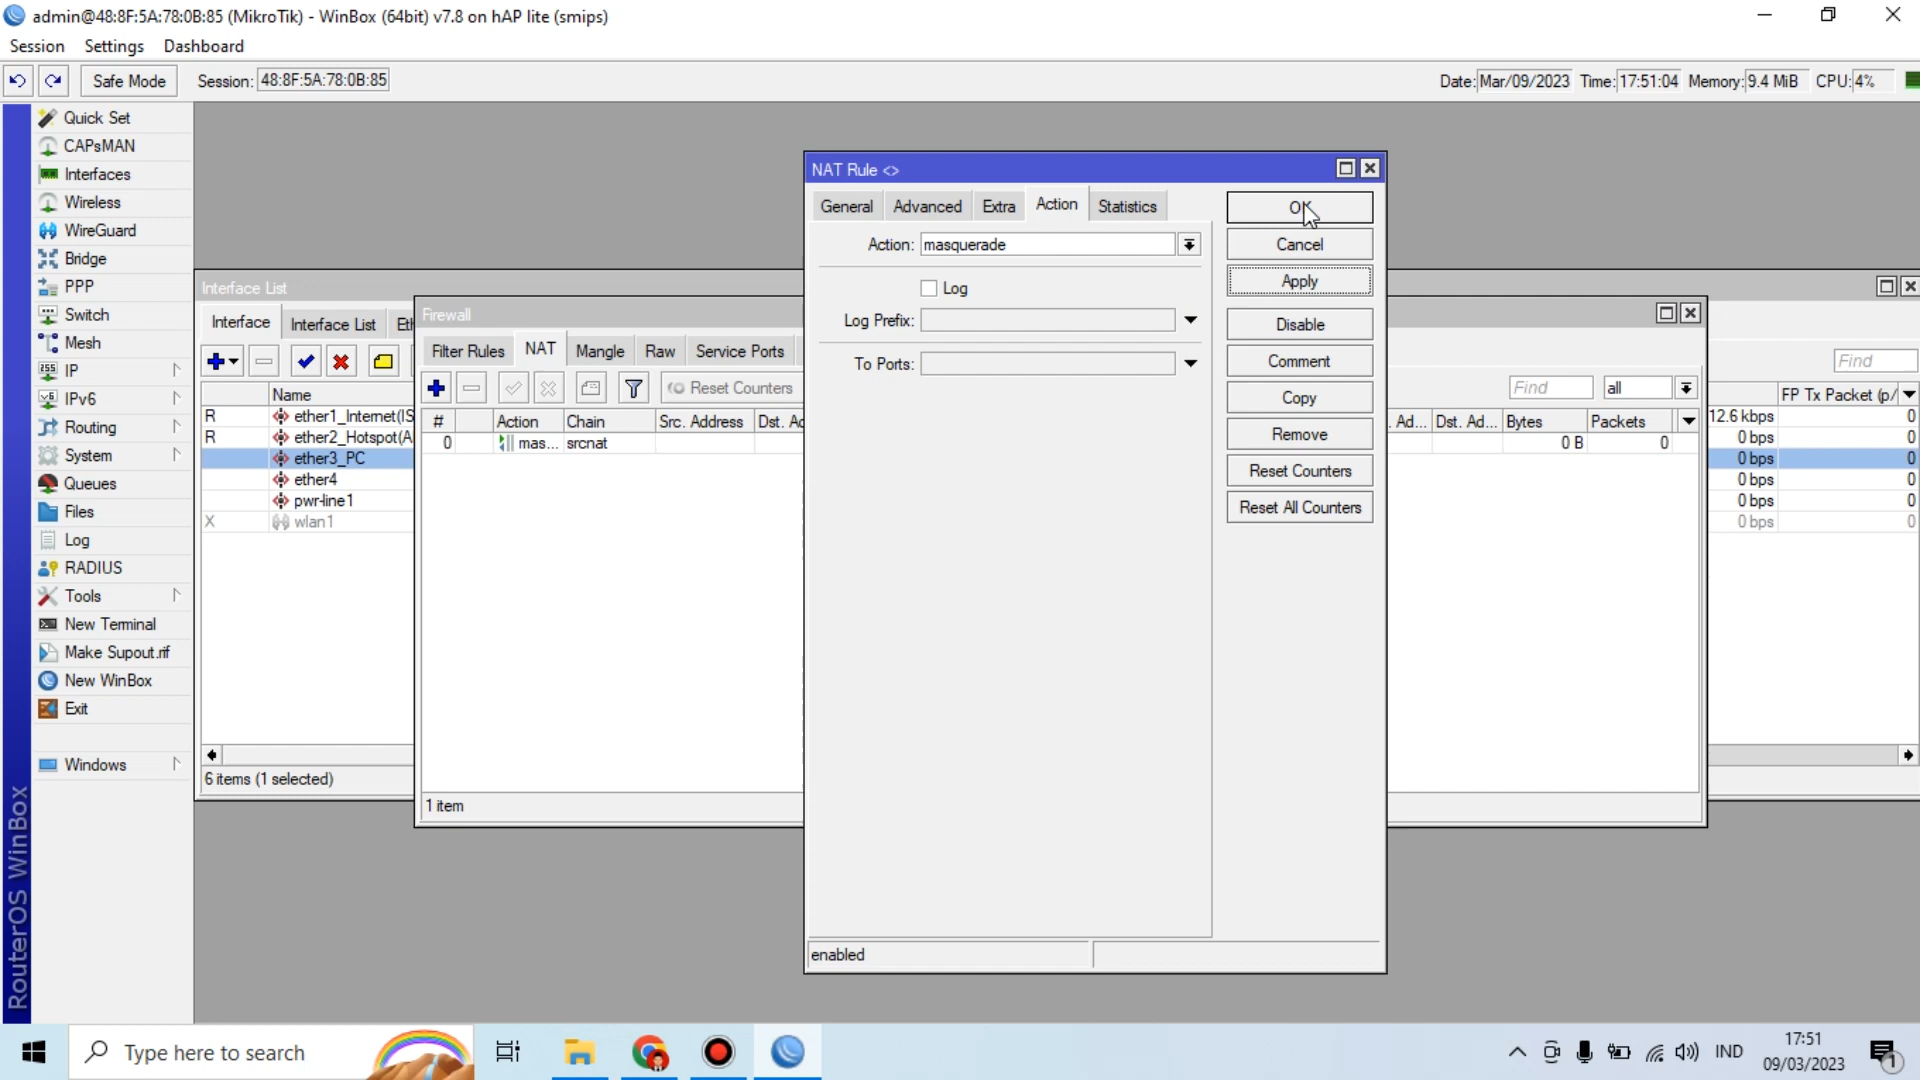 admin@48:8F:5A:78:0B:85 (MikroTik) - WinBox (64bit) v7.8 on hAP lite (smips)
Session Settings Dashboard
Safe Mode Session: 48:8F:5A:78:0B:85 Date: Mar/09/2023 Time: 17:51:04 Memory: 9.4 MiB CPU: 4%
Quick Set
CAPsMAN
Interfaces
Wireless
WireGuard
Bridge
PPP
Switch
Mesh
IP
IPv6
Routing
System
Queues
Files
Log
RADIUS
Tools
New Terminal
Make Supout.rif
New WinBox
Exit
Windows
RouterOS WinBox
Interface List
Interface Interface List Eth
Name
R ether1_Internet(IS
R ether2_Hotspot(A
ether3_PC
ether4
pwr-line1
X wlan1
6 items (1 selected)
Find
FP Tx Packet (p/
12.6 kbps 0
0 bps 0
0 bps 0
0 bps 0
0 bps 0
0 bps 0
Firewall
Filter Rules NAT Mangle Raw Service Ports
Reset Counters
Find all
# Action Chain Src. Address Dst. Ad
. Ad... Dst. Ad... Bytes Packets
0 mas... srcnat
0 B 0
1 item
NAT Rule <>
General Advanced Extra Action Statistics
Action: masquerade
Log
Log Prefix:
To Ports:
OK
Cancel
Apply
Disable
Comment
Copy
Remove
Reset Counters
Reset All Counters
enabled
Type here to search
IND
17:51
09/03/2023
1